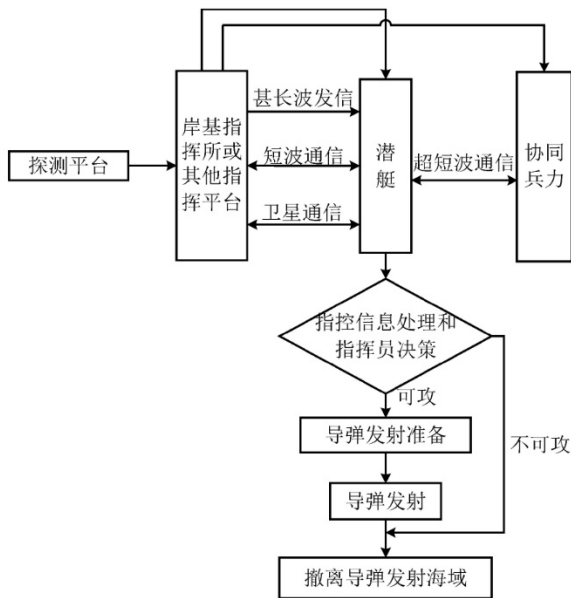 探测平台
岸基指
挥所或
其他指
挥平台
甚长波发信
短波通信
卫星通信
潜
艇
超短波通信
协同
兵力
指控信息处理和
指挥员决策
可攻
不可攻
导弹发射准备
导弹发射
撤离导弹发射海域